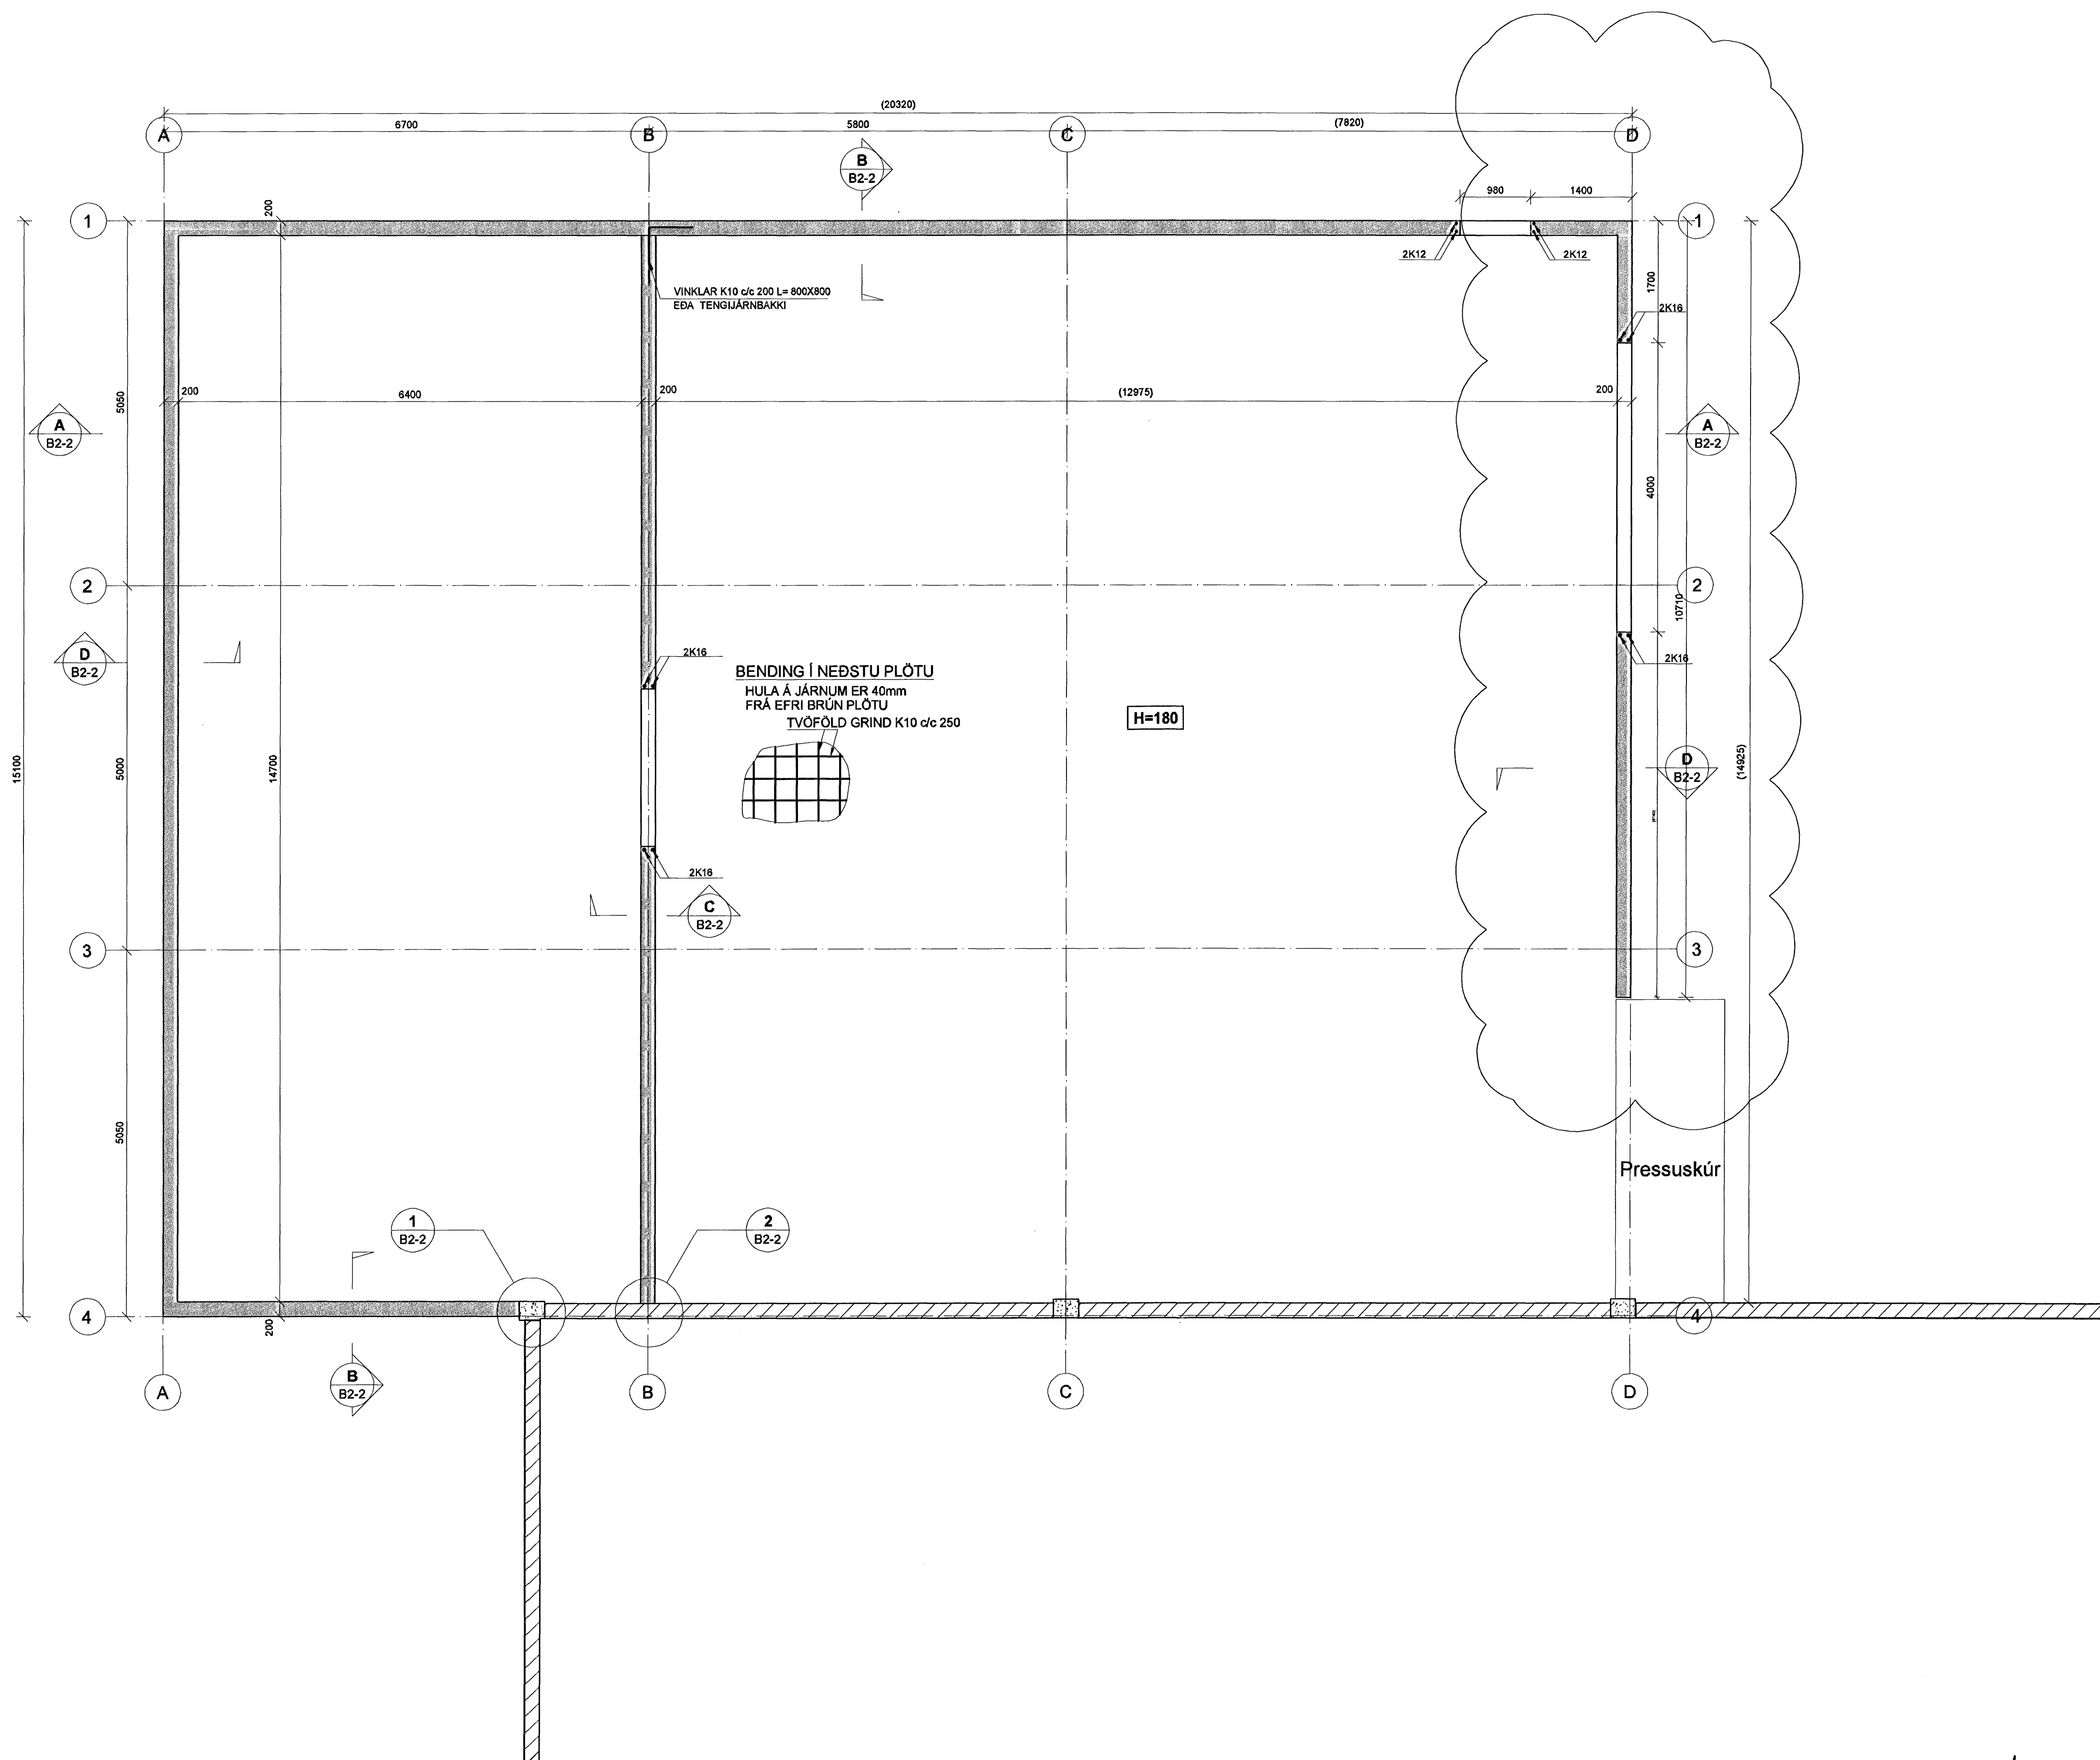 (20320)
6700
5800
(7820)
A
B
C
D
B
B2-2
980
1400
1
200
1
2K12
2K12
1700
VINKLAR K10 c/c 200 L= 800X800
EÐA TENGIJÁRNBAKKI
2K16
5050
200
6400
200
(12975)
200
A
B2-2
A
B2-2
4000
2
2
10710
D
B2-2
2K16
2K16
BENDING Í NEÐSTU PLÖTU
HULA Á JÁRNUM ER 40mm
FRÁ EFRI BRÚN PLÖTU
TVÖFÖLD GRIND K10 c/c 250
H=180
15100
5000
14700
(14925)
D
B2-2
2K16
C
B2-2
3
3
5050
Pressuskúr
1
B2-2
2
B2-2
4
200
4
B
B2-2
A
B
C
D